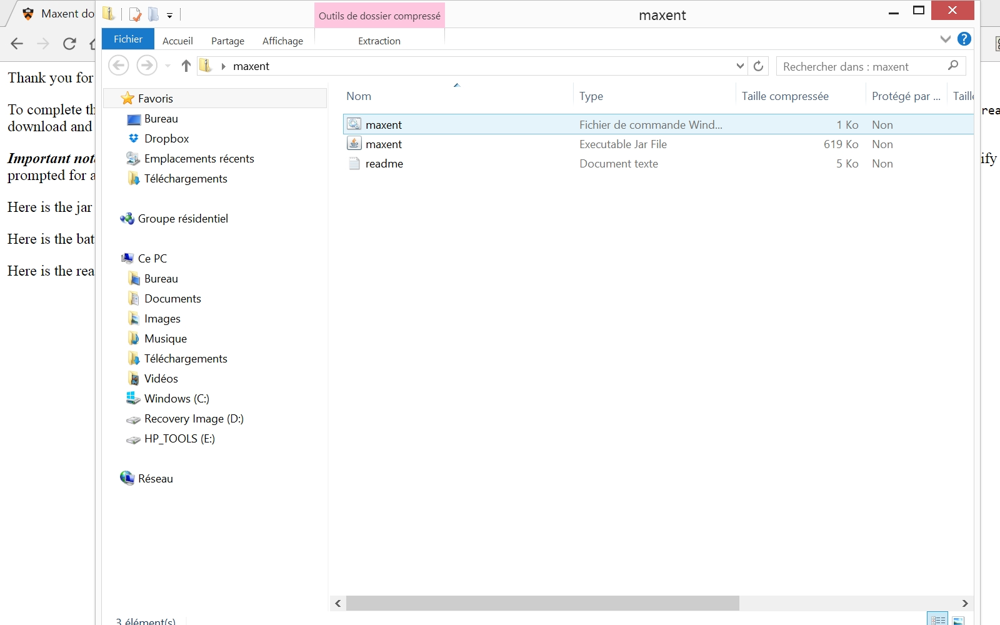 Maxent do
Outils de dossier compressé
maxent
Fichier
Accueil
Partage
Affichage
Extraction
maxent
Rechercher dans : maxent
Thank you for
To complete th
download and
Important not
prompted for a
Here is the jar
Here is the bat
Here is the rea
Favoris
Bureau
Dropbox
Emplacements récents
Téléchargements
Groupe résidentiel
Ce PC
Bureau
Documents
Images
Musique
Téléchargements
Vidéos
Windows (C:)
Recovery Image (D:)
HP_TOOLS (E:)
Réseau
Nom Type Taille compressée Protégé par ... Taille
maxent Fichier de commande Wind... 1 Ko Non
maxent Executable Jar File 619 Ko Non
readme Document texte 5 Ko Non
rea
ify
3 élément(s)